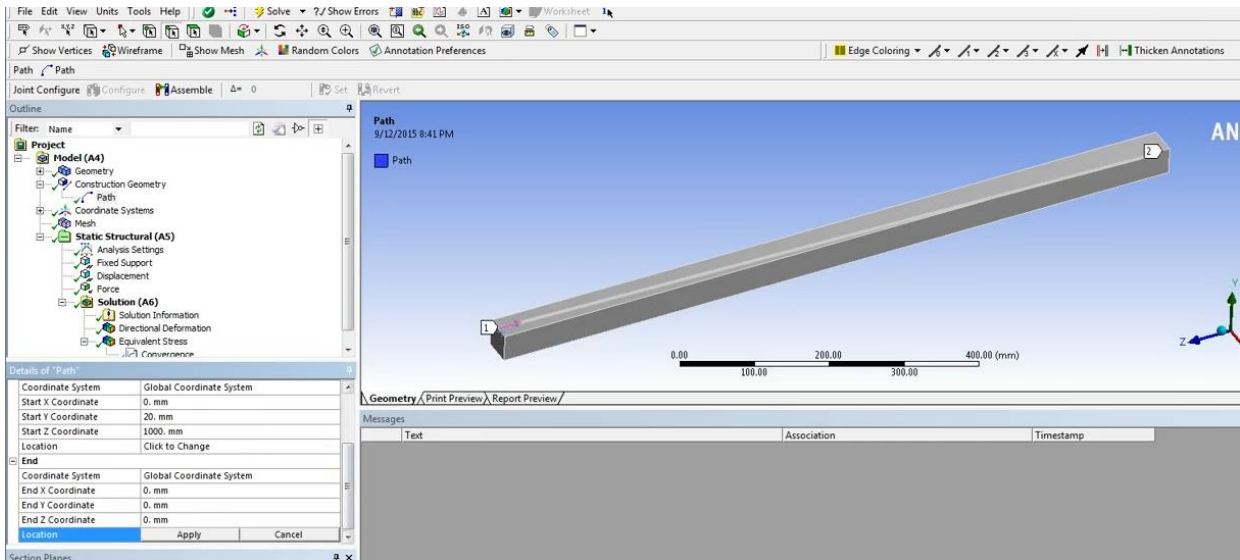 File Edit View Units Tools Help Solve ?/ Show Errors A Worksheet
Show Vertices Wireframe Show Mesh Random Colors Annotation Preferences Edge Coloring Thicken Annotations
Path Path
Joint Configure Configure Assemble Δ= 0 Set Revert
Outline
Filter: Name
Project
Model (A4)
Geometry
Construction Geometry
Path
Coordinate Systems
Mesh
Static Structural (A5)
Analysis Settings
Fixed Support
Displacement
Force
Solution (A6)
Solution Information
Directional Deformation
Equivalent Stress
Convergence
Path
9/12/2015 8:41 PM
Path
AN
2
1
Y
Z
0.00 200.00 400.00 (mm)
100.00 300.00
Geometry Print Preview Report Preview
Details of "Path"
Coordinate System Global Coordinate System
Start X Coordinate 0. mm
Start Y Coordinate 20. mm
Start Z Coordinate 1000. mm
Location Click to Change
End
Coordinate System Global Coordinate System
End X Coordinate 0. mm
End Y Coordinate 0. mm
End Z Coordinate 0. mm
Location Apply Cancel
Section Planes
Messages
Text Association Timestamp